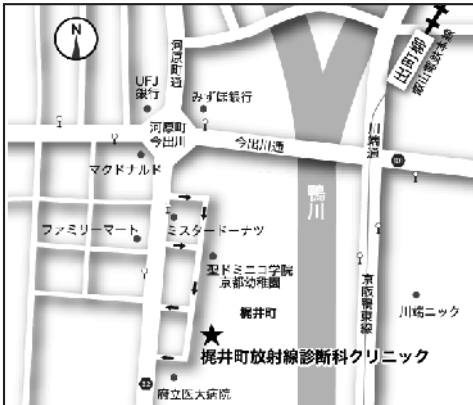 N
河原町通
UFJ
銀行
みずほ銀行
出町柳
叡山電鉄本線
河原町
今出川
今出川通
川端通
マクドナルド
鴨川
ファミリーマート
ミスタードーナツ
聖ドミニコ学院
京都幼稚園
京阪鴨東線
川端ニック
梶井町
梶井町放射線診断科クリニック
府立医大病院